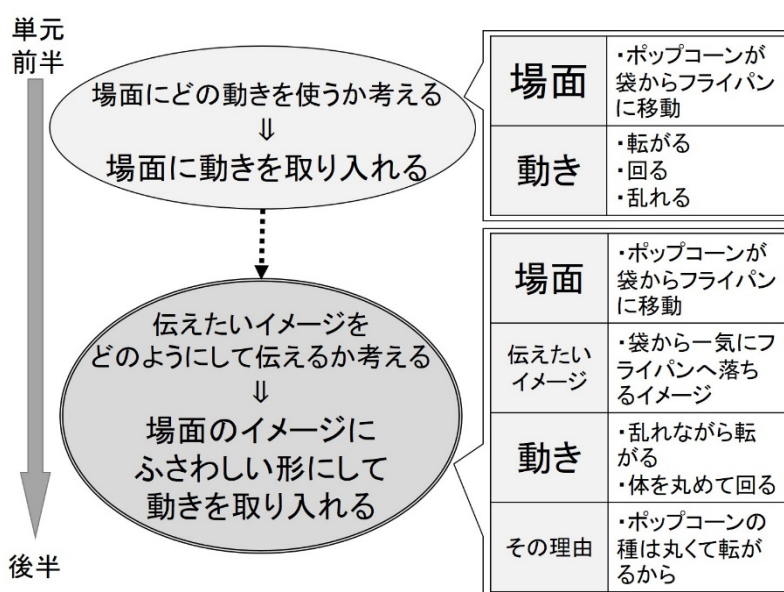 単元
前半
場面にどの動きを使うか考える
⇓
場面に動きを取り入れる
場面
・ポップコーンが
袋からフライパン
に移動
動き
・転がる
・回る
・乱れる
伝えたいイメージを
どのようにして伝えるか考える
⇓
場面のイメージに
ふさわしい形にして
動きを取り入れる
場面
・ポップコーンが
袋からフライパン
に移動
伝えたい
イメージ
・袋から一気にフ
ライパンへ落ち
るイメージ
動き
・乱れながら転
がる
・体を丸めて回る
その理由
・ポップコーンの
種は丸くて転が
るから
後半